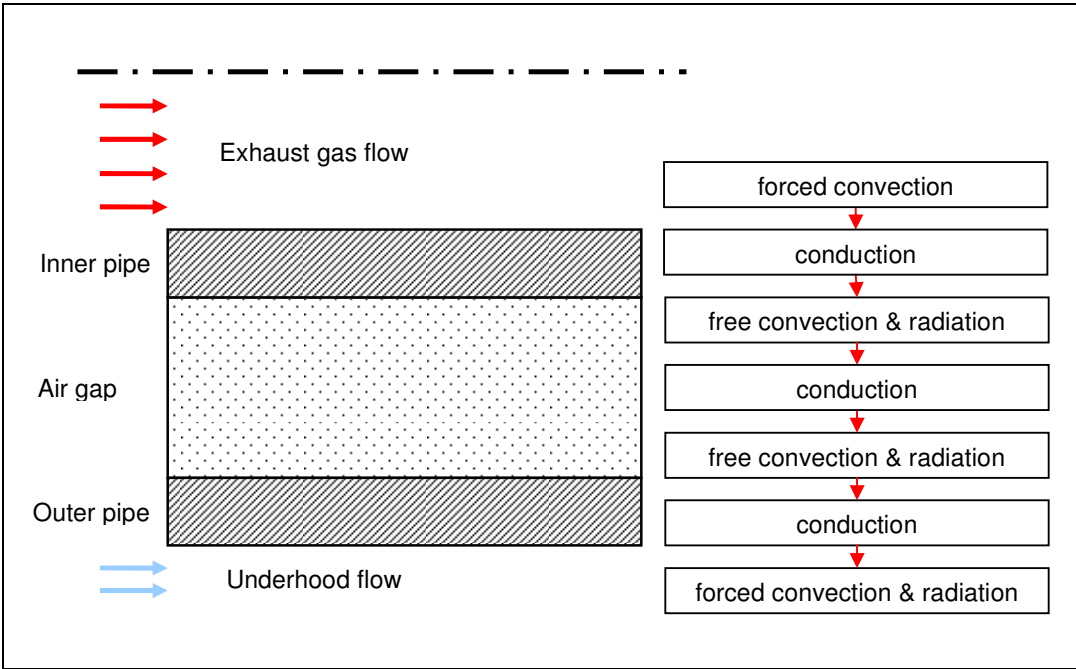 Exhaust gas flow
Inner pipe
Air gap
Outer pipe
Underhood flow
forced convection
conduction
free convection & radiation
conduction
free convection & radiation
conduction
forced convection & radiation